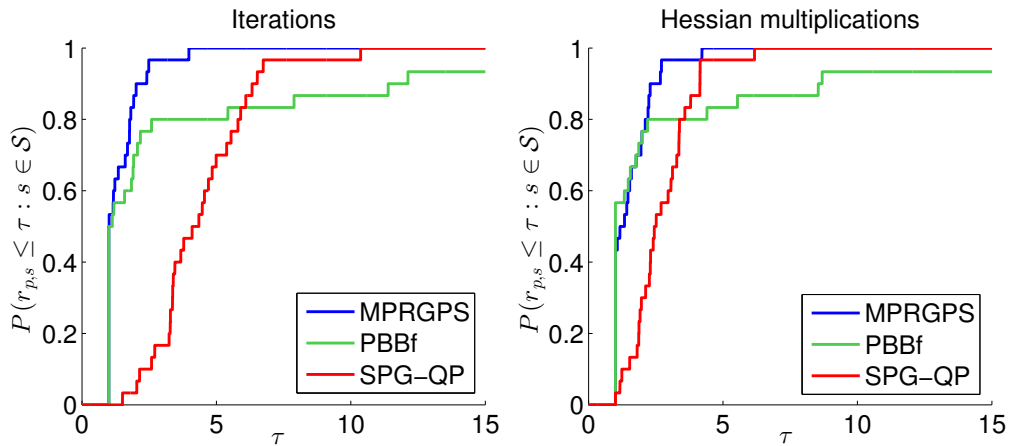 Iterations
P(r_{p,s} ≤ τ : s ∈ S)
1
0.8
0.6
0.4
0.2
0
0
5
10
15
τ
MPRGPS
PBBf
SPG−QP
Hessian multiplications
P(r_{p,s} ≤ τ : s ∈ S)
1
0.8
0.6
0.4
0.2
0
0
5
10
15
τ
MPRGPS
PBBf
SPG−QP